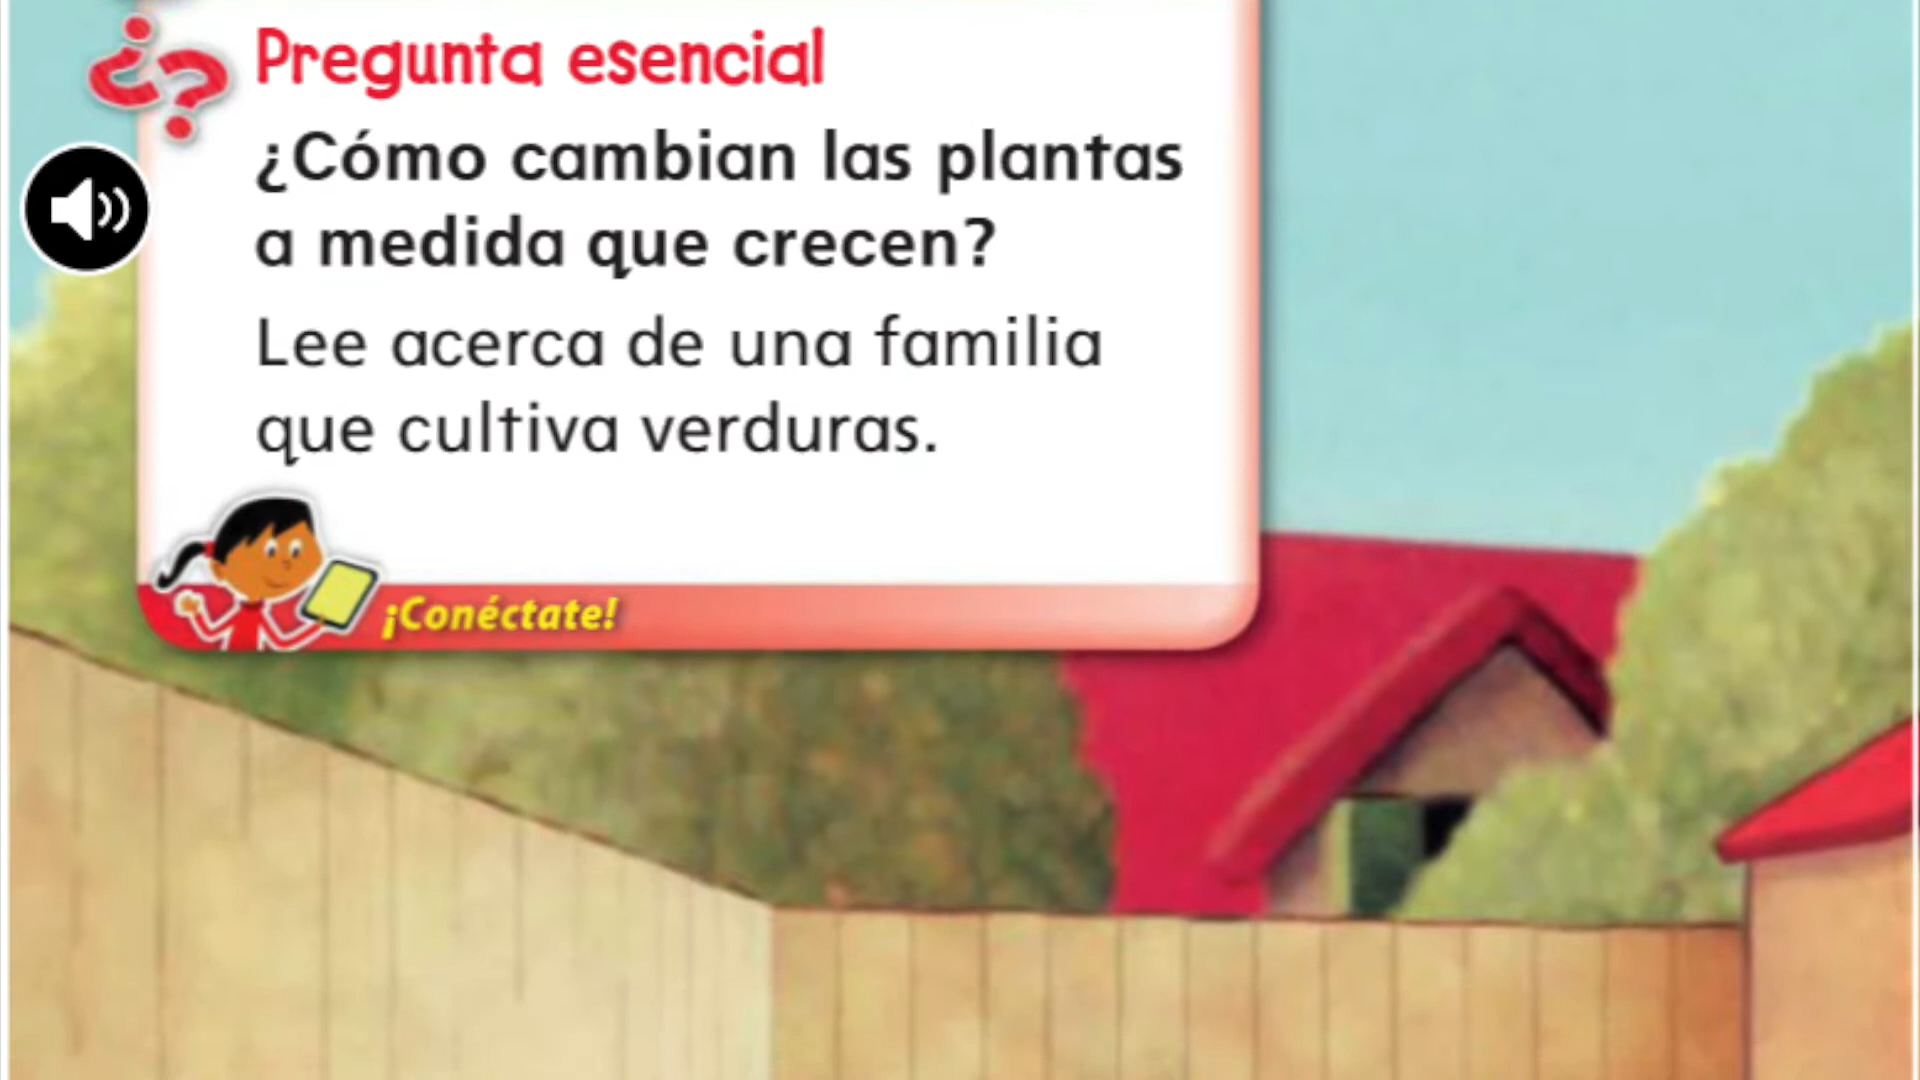 Pregunta esencial
¿Cómo cambian las plantas
a medida que crecen?
Lee acerca de una familia
que cultiva verduras.
¡Conéctate!